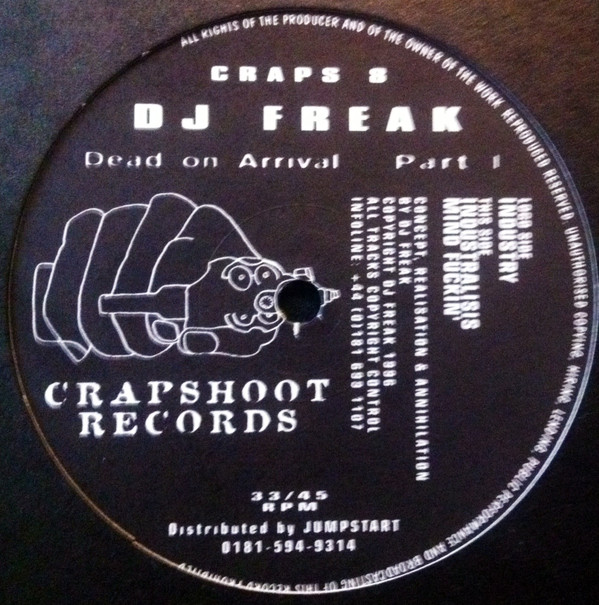 ALL RIGHTS OF THE PRODUCER AND OF THE OWNER OF THE WORK REPRODUCED RESERVED. UNAUTHORISED COPYING, HIRING, LENDING, PUBLIC PERFORMANCE AND BROADCASTING OF THIS RECORD PROHIBITED
CRAPS 8
DJ FREAK
Dead on Arrival Part 1
INDUSTRY
THIS SIDE
INDUSTRALISIS
MIND FUCKIN'
CONCEPT, REALISATION & ANNIHILATION
BY DJ FREAK
COPYRIGHT DJ FREAK 1996
ALL TRACKS COPYRIGHT CONTROL
INFOLINE: +44 (0)181 699 1107
CRAPSHOOT
RECORDS
33/45
RPM
Distributed by JUMPSTART
0181-594-9314